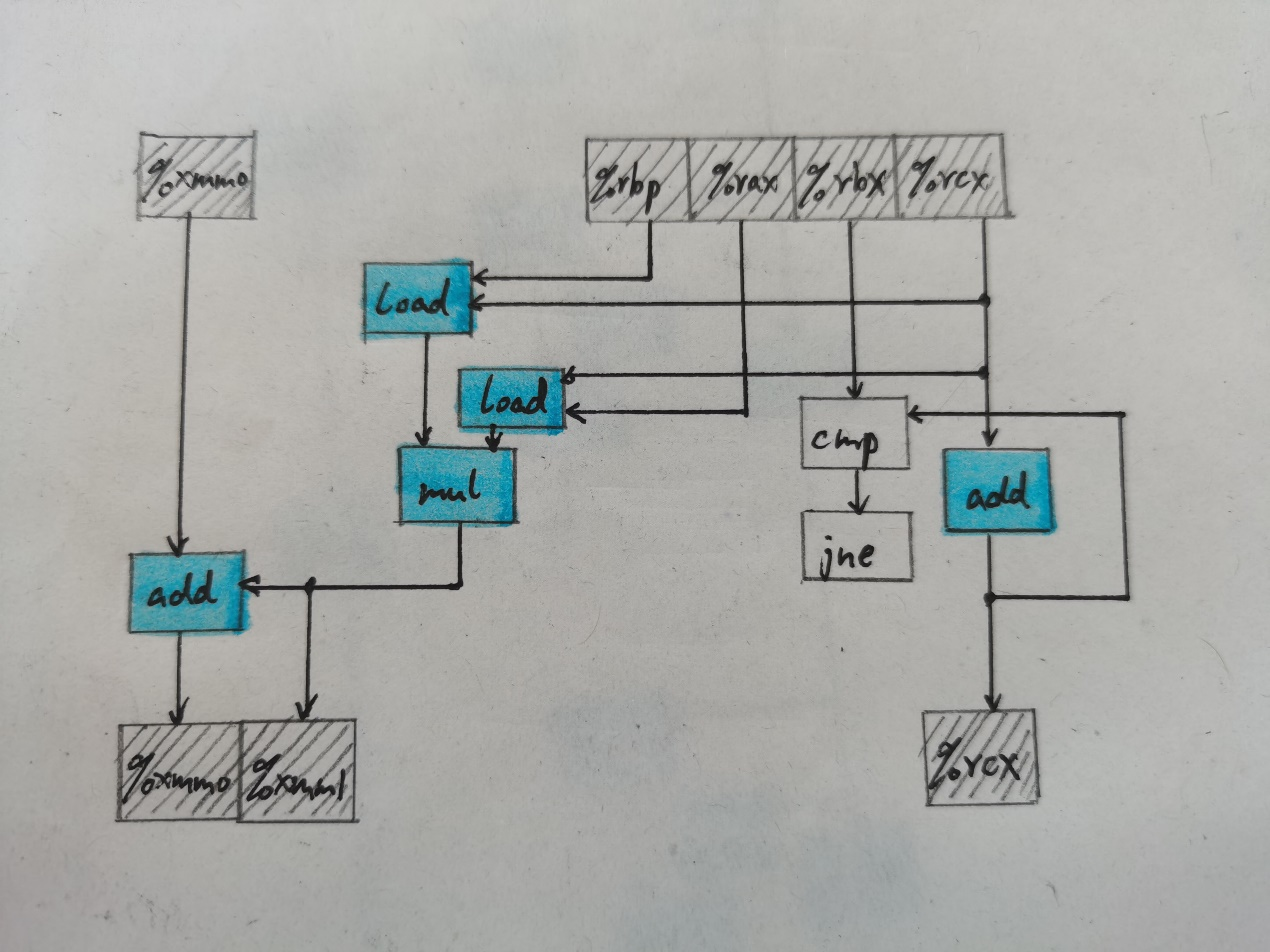 %xmm0
%rbp %rax %rbx %rcx
load
load
cmp
mul
add
jne
add
%xmm0 %xmm1
%rcx